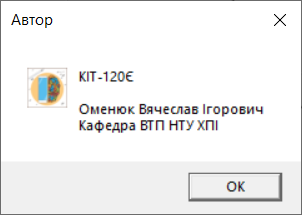 Автор
КІТ-120Є
Оменюк Вячеслав Ігорович
Кафедра ВТП НТУ ХПІ
OK